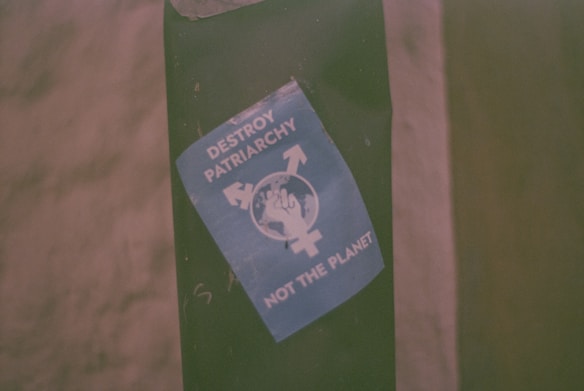 DESTROY
PATRIARCHY
NOT THE PLANET